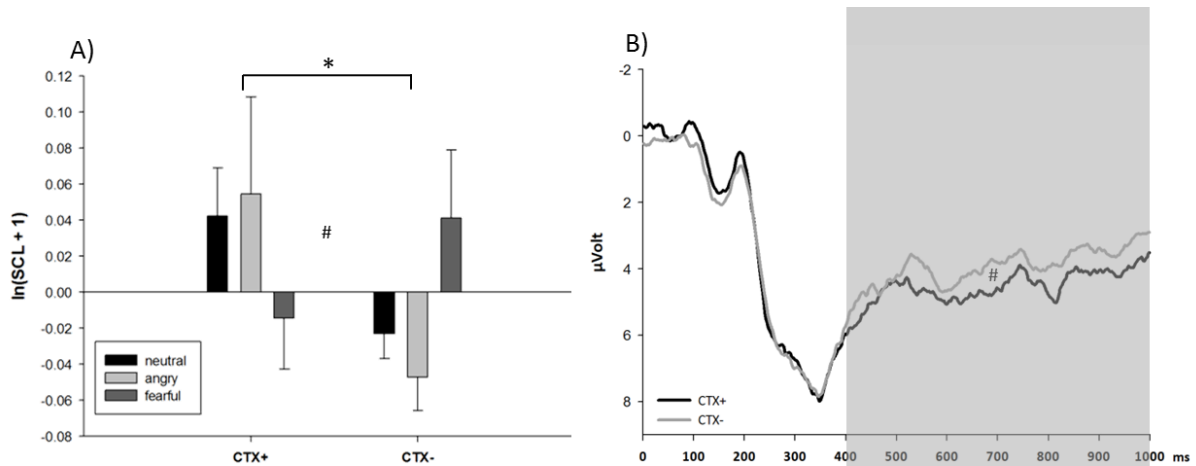 A)
*
0.12
0.10
0.08
0.06
0.04
0.02
0.00
-0.02
-0.04
-0.06
-0.08
ln(SCL + 1)
#
neutral
angry
fearful
CTX+ CTX-
B)
-2
0
2
4
6
8
µVolt
#
CTX+
CTX-
0 100 200 300 400 500 600 700 800 900 1000 ms